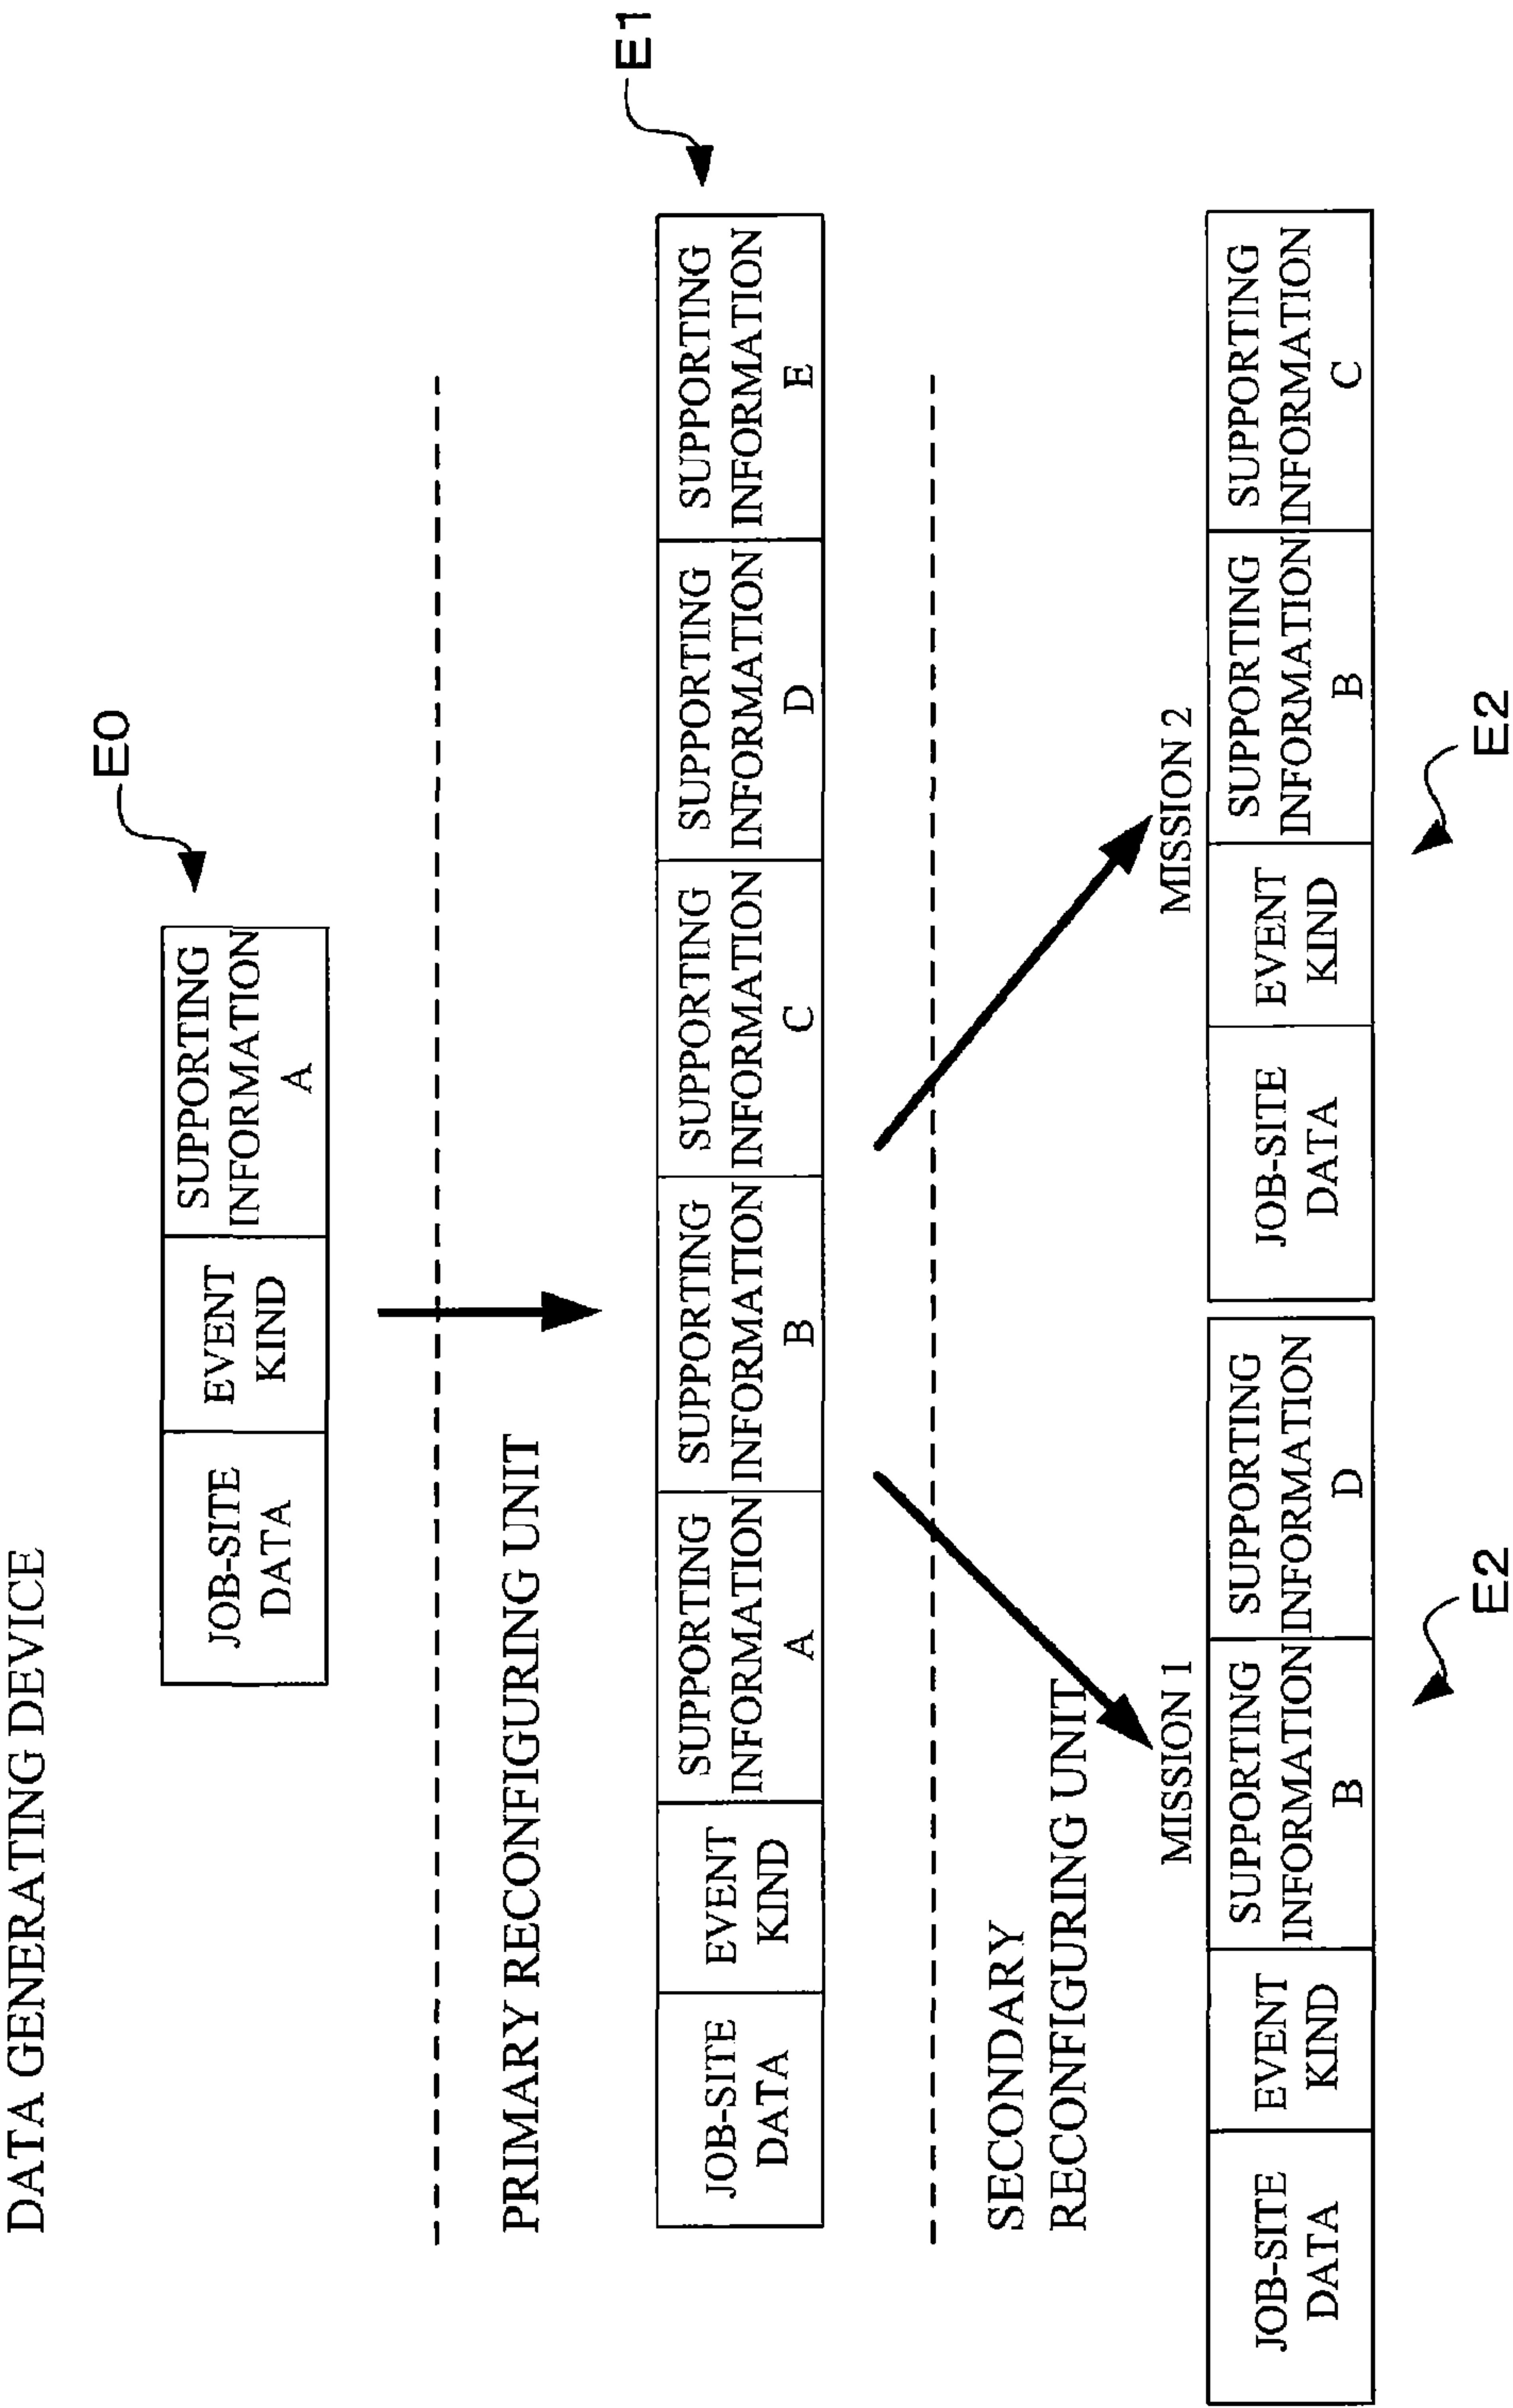 DATA GENERATING DEVICE
E0
JOB-SITE
DATA
EVENT
KIND
SUPPORTING
INFORMATION
A
PRIMARY RECONFIGURING UNIT
E1
JOB-SITE
DATA
EVENT
KIND
SUPPORTING
INFORMATION
A
SUPPORTING
INFORMATION
B
SUPPORTING
INFORMATION
C
SUPPORTING
INFORMATION
D
SUPPORTING
INFORMATION
E
SECONDARY
RECONFIGURING UNIT
MISSION 1
JOB-SITE
DATA
EVENT
KIND
SUPPORTING
INFORMATION
B
SUPPORTING
INFORMATION
D
E2
MISSION 2
JOB-SITE
DATA
EVENT
KIND
SUPPORTING
INFORMATION
B
SUPPORTING
INFORMATION
C
E2